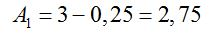 A₁ = 3 − 0,25 = 2, 75